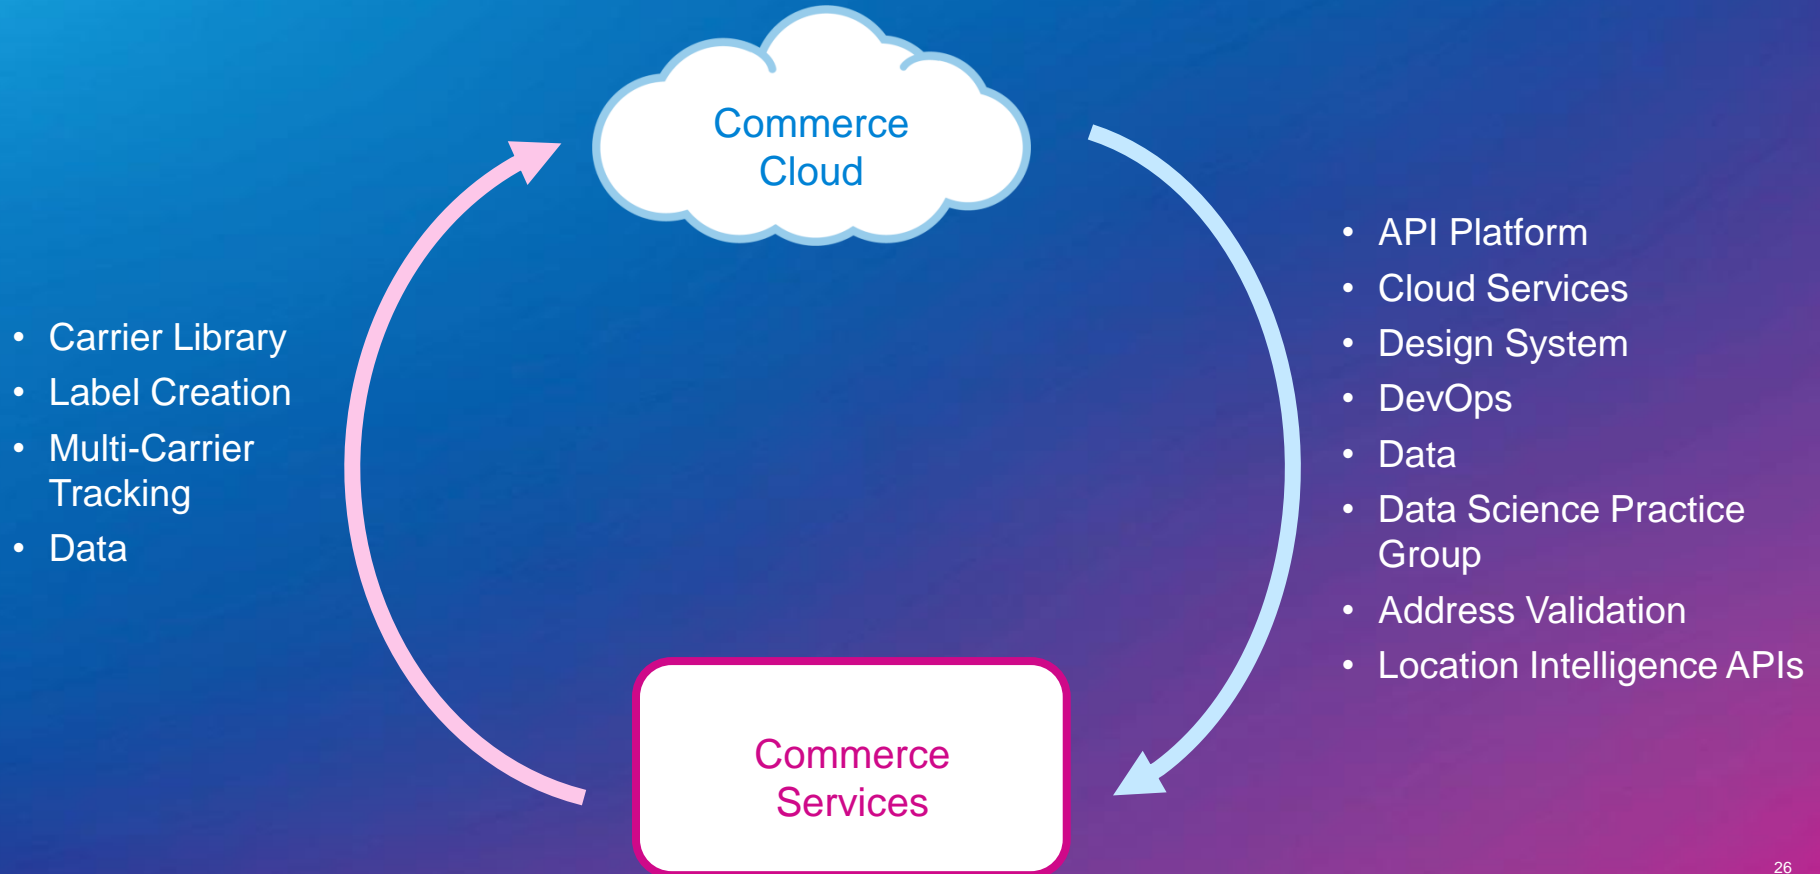 Commerce
Cloud
• Carrier Library
• Label Creation
• Multi-Carrier
Tracking
• Data
• API Platform
• Cloud Services
• Design System
• DevOps
• Data
• Data Science Practice
Group
• Address Validation
• Location Intelligence APIs
Commerce
Services
26